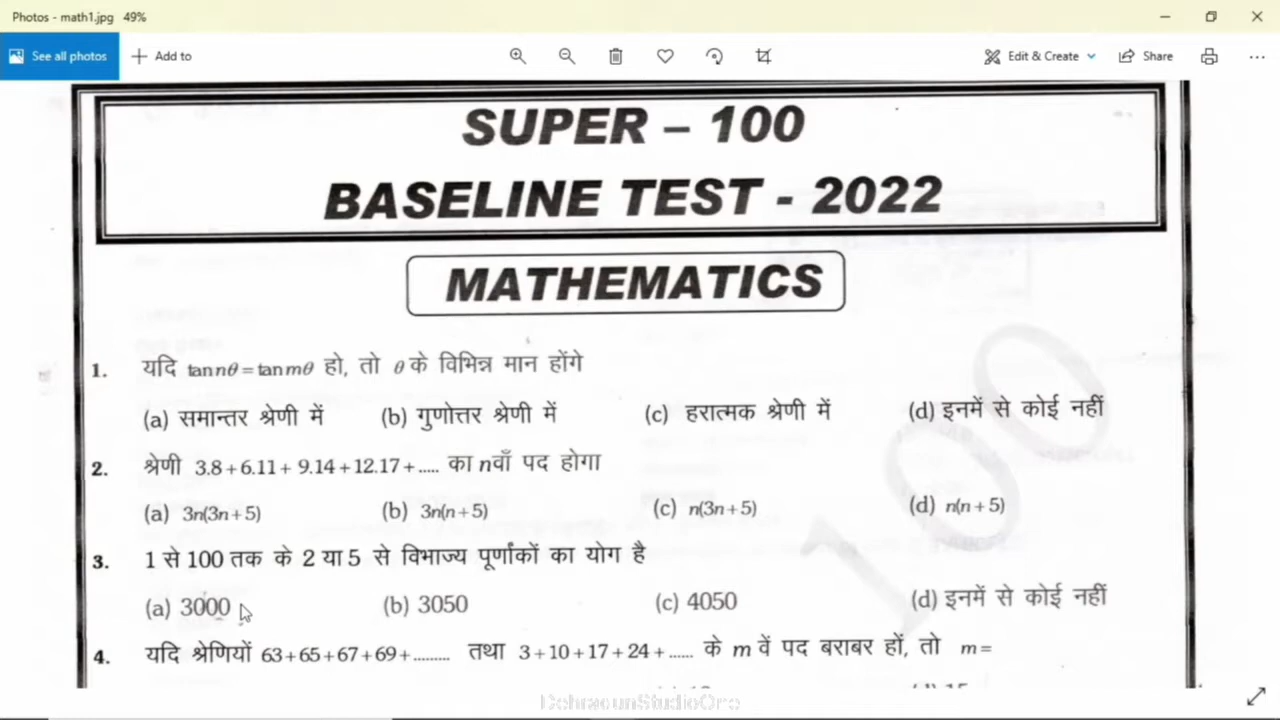 Photos - math1.jpg 49%
See all photos
Add to
Edit & Create
Share
SUPER – 100
BASELINE TEST - 2022
MATHEMATICS
1. यदि tan nθ = tan mθ हो, तो θ के विभिन्न मान होंगे
(a) समान्तर श्रेणी में (b) गुणोत्तर श्रेणी में (c) हरात्मक श्रेणी में (d) इनमें से कोई नहीं
2. श्रेणी 3.8+6.11+ 9.14+12.17+..... का nवाँ पद होगा
(a) 3n(3n+5) (b) 3n(n+5) (c) n(3n+5) (d) n(n+5)
3. 1 से 100 तक के 2 या 5 से विभाज्य पूर्णांकों का योग है
(a) 3000 (b) 3050 (c) 4050 (d) इनमें से कोई नहीं
4. यदि श्रेणियों 63+65+67+69+......... तथा 3+10+17+24+...... के m वें पद बराबर हों, तो m=
100
DehradunStudioOne